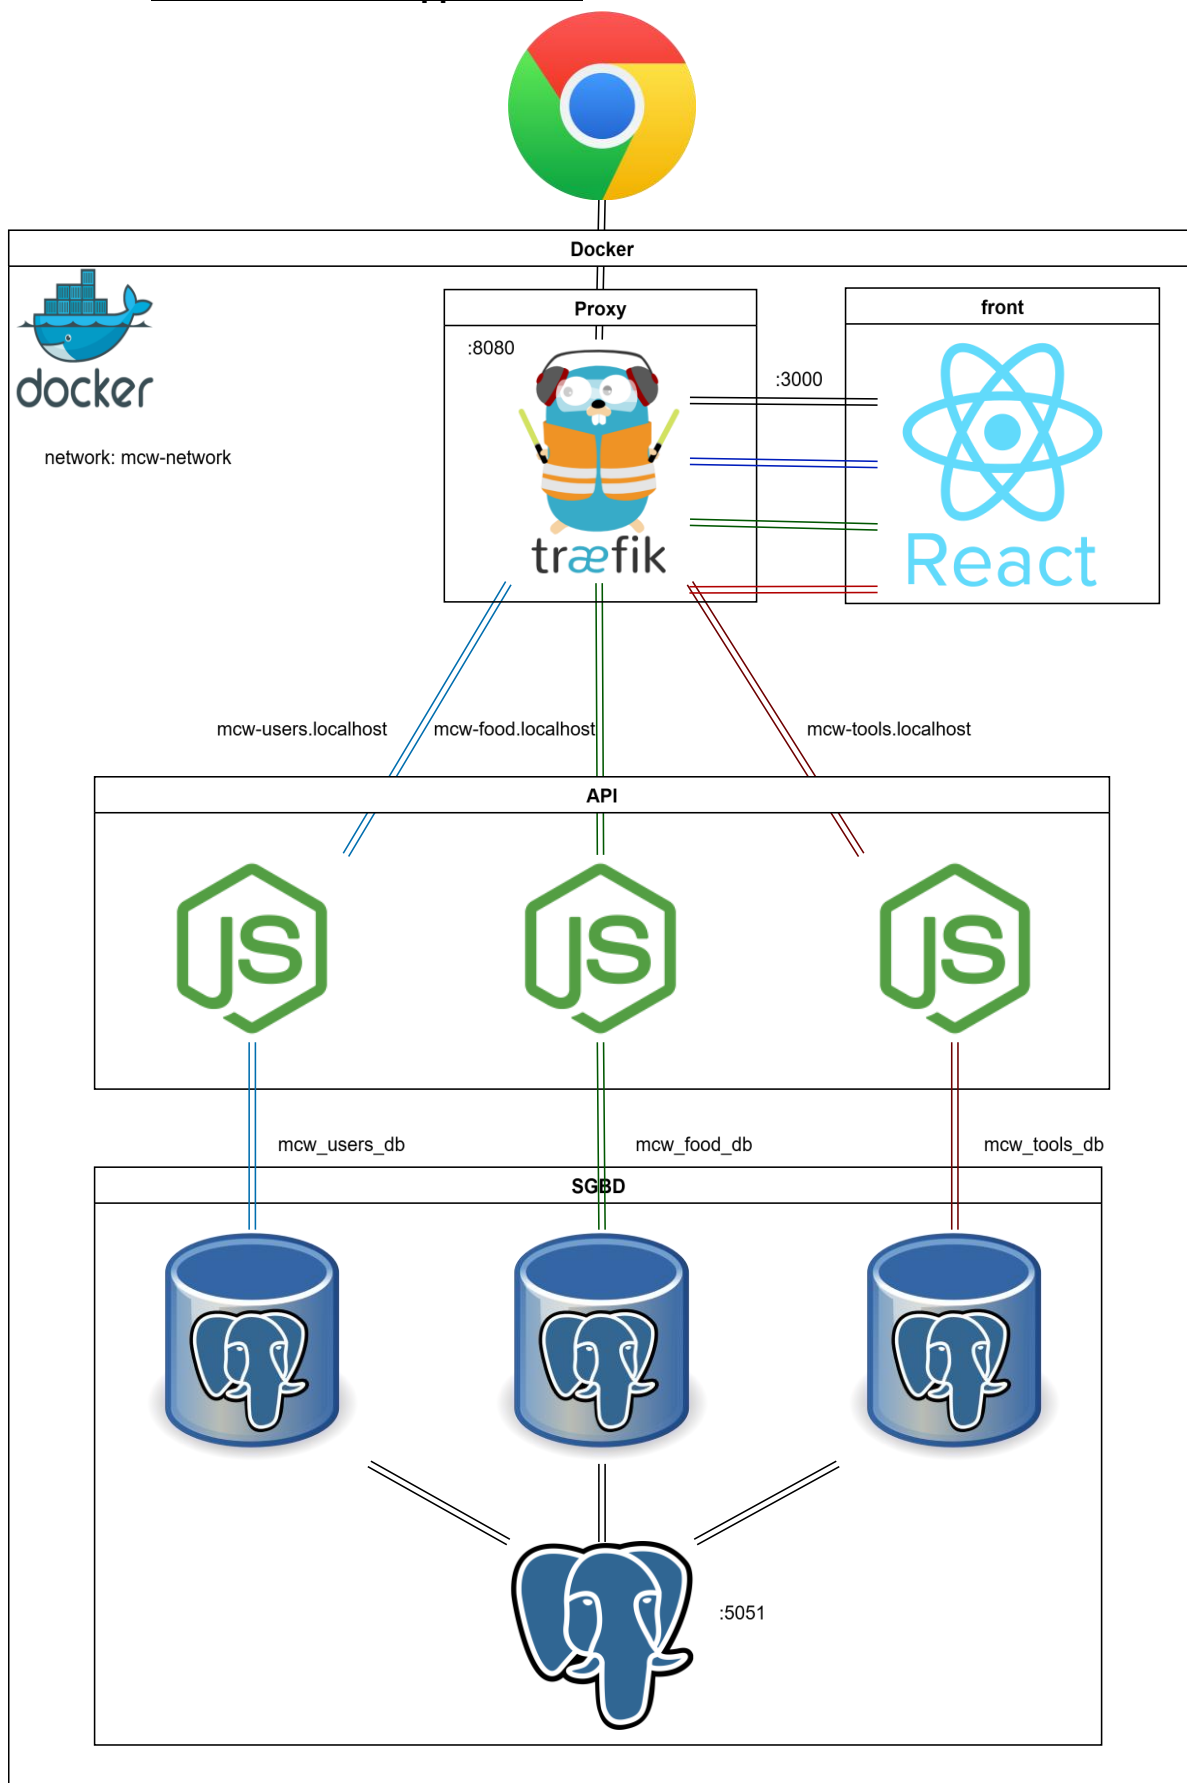 Docker
Proxy
front
:8080
docker
:3000
network: mcw-network
træfik
React
mcw-users.localhost
mcw-food.localhost
mcw-tools.localhost
API
JS
JS
JS
mcw_users_db
mcw_food_db
mcw_tools_db
SGBD
:5051